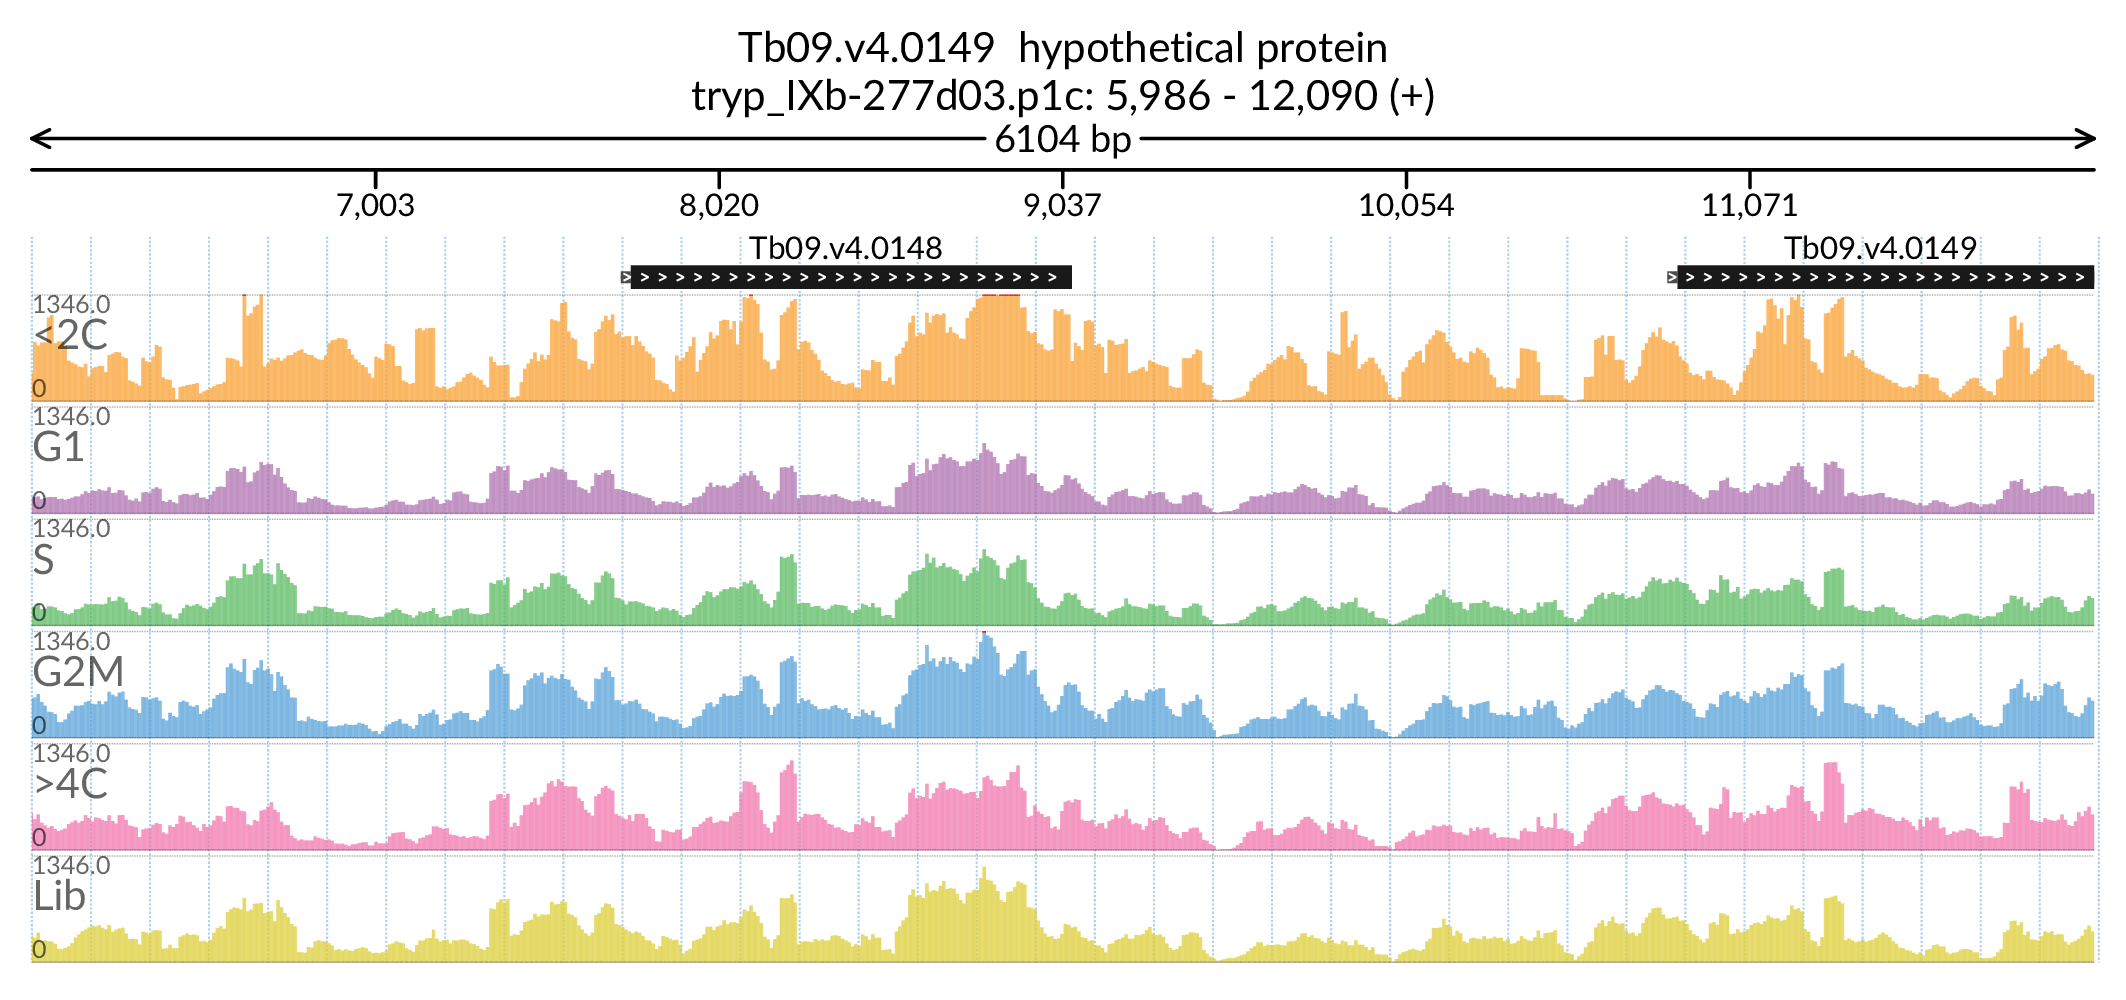 Tb09.v4.0149  hypothetical protein
tryp_IXb-277d03.p1c: 5,986 - 12,090 (+)
6104 bp
7,003 8,020 9,037 10,054 11,071
Tb09.v4.0148 Tb09.v4.0149
1346.0
<2C
0
1346.0
G1
0
1346.0
S
0
1346.0
G2M
0
1346.0
>4C
0
1346.0
Lib
0